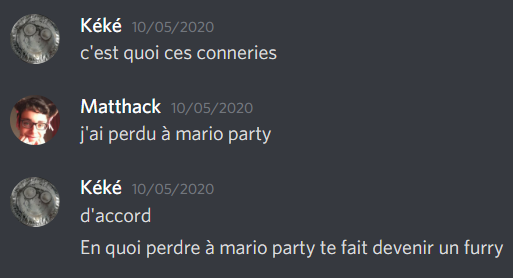 Kéké 10/05/2020
c'est quoi ces conneries
Matthack 10/05/2020
j'ai perdu à mario party
Kéké 10/05/2020
d'accord
En quoi perdre à mario party te fait devenir un furry